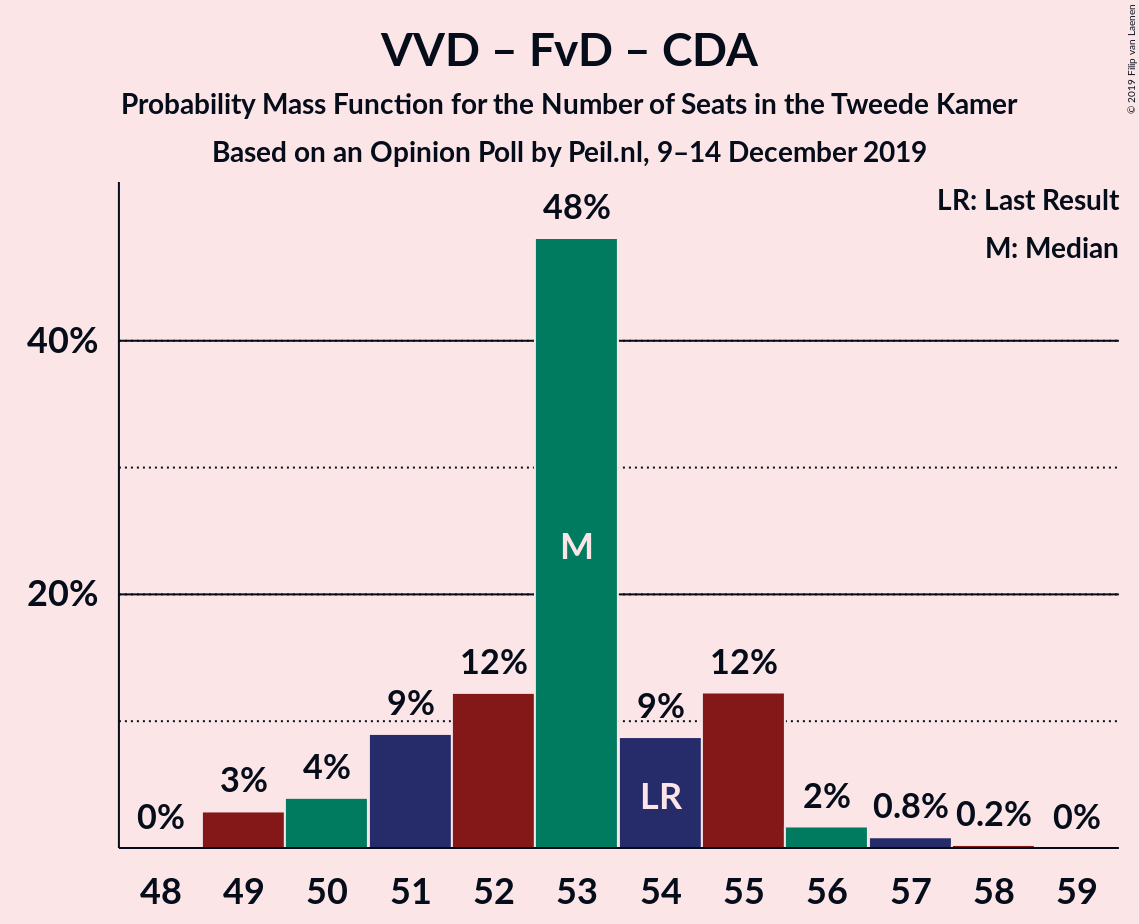 VVD – FvD – CDA
Probability Mass Function for the Number of Seats in the Tweede Kamer
Based on an Opinion Poll by Peil.nl, 9–14 December 2019
© 2019 Filip van Laenen
LR: Last Result
M: Median
48%
40%
M
20%
12%
12%
9%
9%
4%
3%
LR
2%
0.8%
0.2%
0%
0%
48 49 50 51 52 53 54 55 56 57 58 59